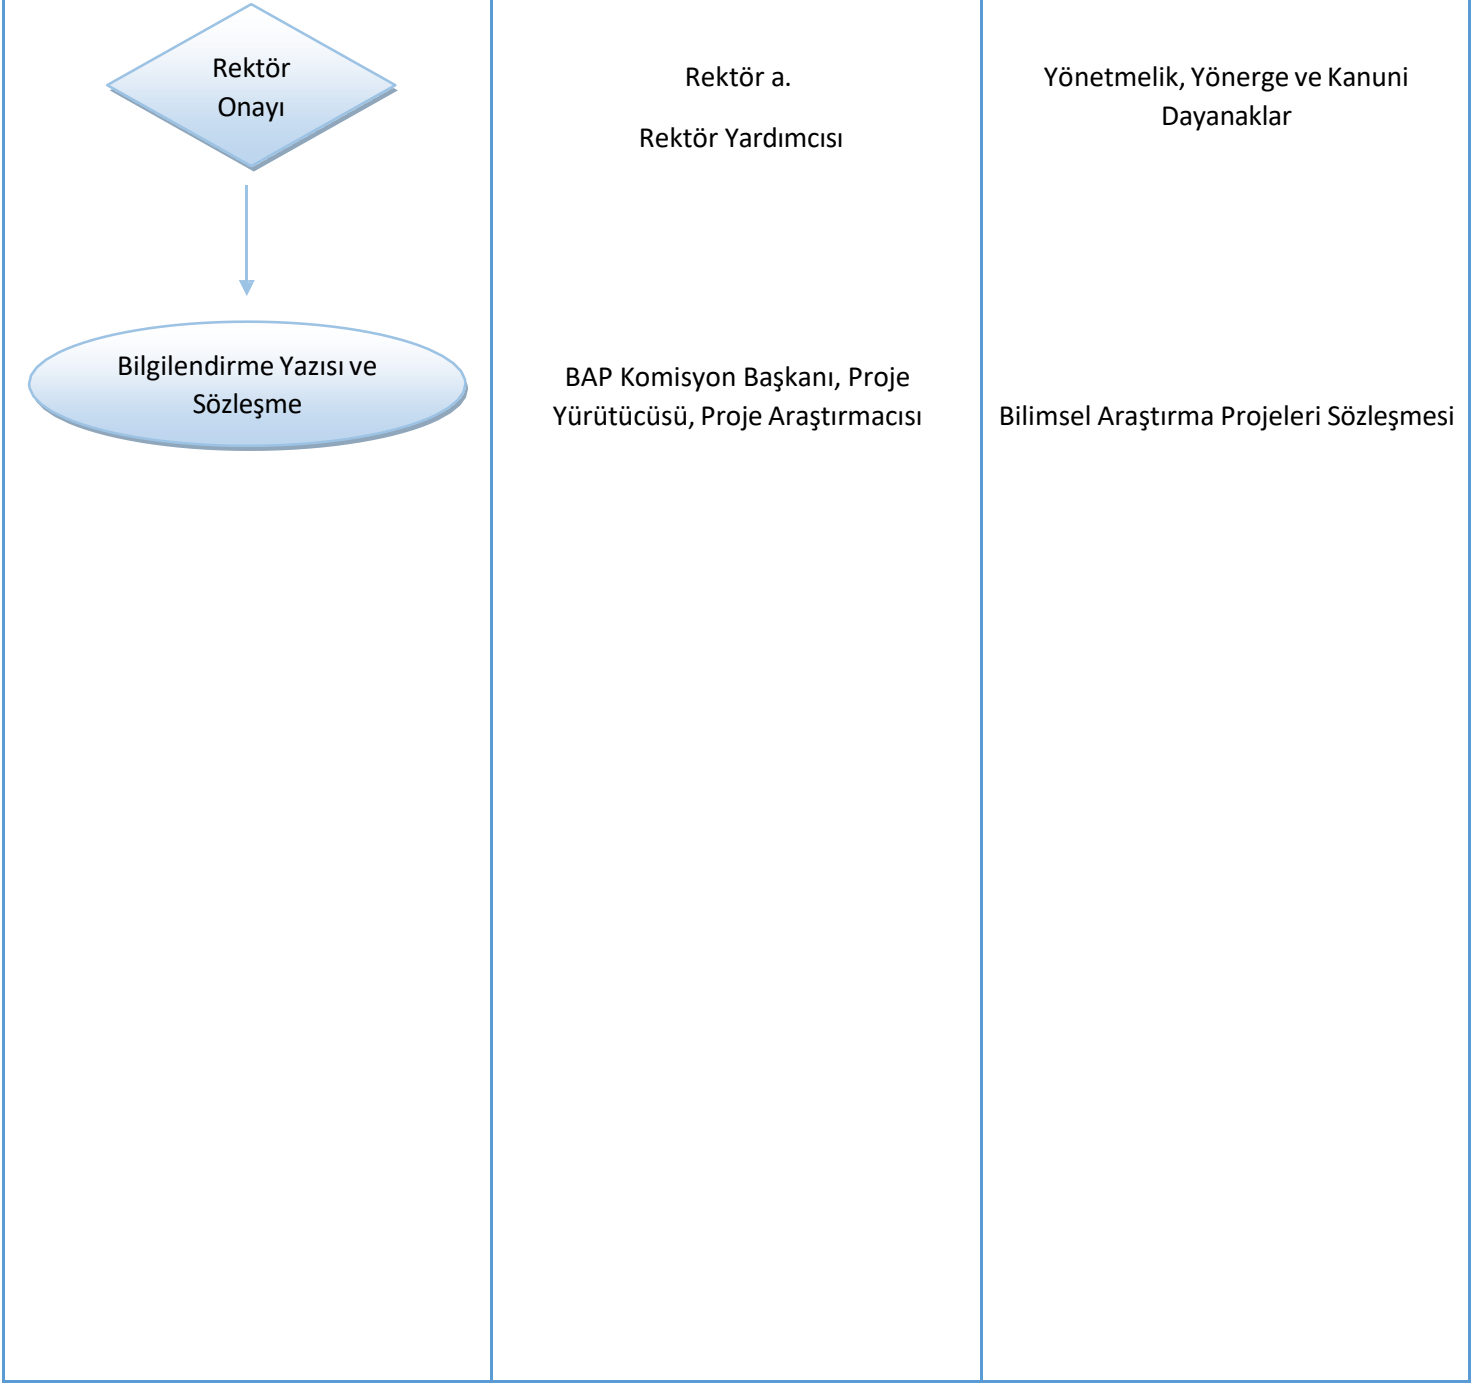 Rektör
Onayı
Rektör a.
Rektör Yardımcısı
Yönetmelik, Yönerge ve Kanuni
Dayanaklar
Bilgilendirme Yazısı ve
Sözleşme
BAP Komisyon Başkanı, Proje
Yürütücüsü, Proje Araştırmacısı
Bilimsel Araştırma Projeleri Sözleşmesi